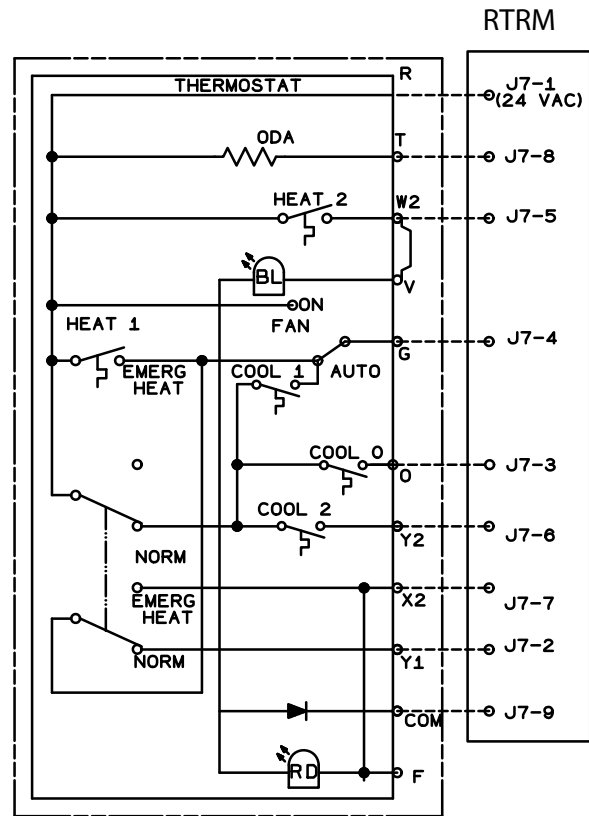 RTRM
THERMOSTAT
R
J7-1
(24 VAC)
ODA
T
J7-8
HEAT 2
W2
J7-5
BL
V
ON
FAN
HEAT 1
EMERG
HEAT
COOL 1
AUTO
G
J7-4
COOL O
O
J7-3
COOL 2
Y2
J7-6
NORM
EMERG
HEAT
X2
J7-7
NORM
Y1
J7-2
COM
J7-9
RD
F